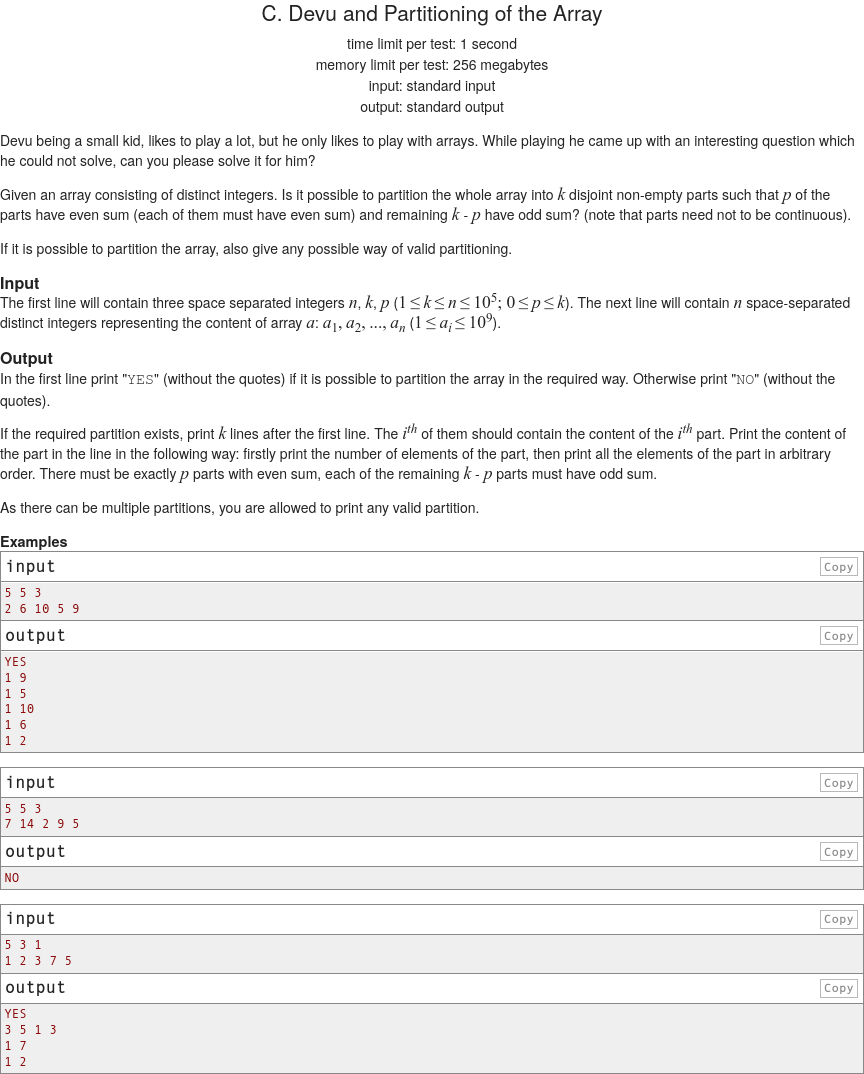 C. Devu and Partitioning of the Array
time limit per test: 1 second
memory limit per test: 256 megabytes
input: standard input
output: standard output
Devu being a small kid, likes to play a lot, but he only likes to play with arrays. While playing he came up with an interesting question which
he could not solve, can you please solve it for him?
Given an array consisting of distinct integers. Is it possible to partition the whole array into k disjoint non-empty parts such that p of the
parts have even sum (each of them must have even sum) and remaining k - p have odd sum? (note that parts need not to be continuous).
If it is possible to partition the array, also give any possible way of valid partitioning.
Input
The first line will contain three space separated integers n, k, p (1 ≤ k ≤ n ≤ 10^5; 0 ≤ p ≤ k). The next line will contain n space-separated
distinct integers representing the content of array a: a_1, a_2, ..., a_n (1 ≤ a_i ≤ 10^9).
Output
In the first line print "YES" (without the quotes) if it is possible to partition the array in the required way. Otherwise print "NO" (without the
quotes).
If the required partition exists, print k lines after the first line. The i^th of them should contain the content of the i^th part. Print the content of
the part in the line in the following way: firstly print the number of elements of the part, then print all the elements of the part in arbitrary
order. There must be exactly p parts with even sum, each of the remaining k - p parts must have odd sum.
As there can be multiple partitions, you are allowed to print any valid partition.
Examples
input Copy
5 5 3
2 6 10 5 9
output Copy
YES
1 9
1 5
1 10
1 6
1 2
input Copy
5 5 3
7 14 2 9 5
output Copy
NO
input Copy
5 3 1
1 2 3 7 5
output Copy
YES
3 5 1 3
1 7
1 2